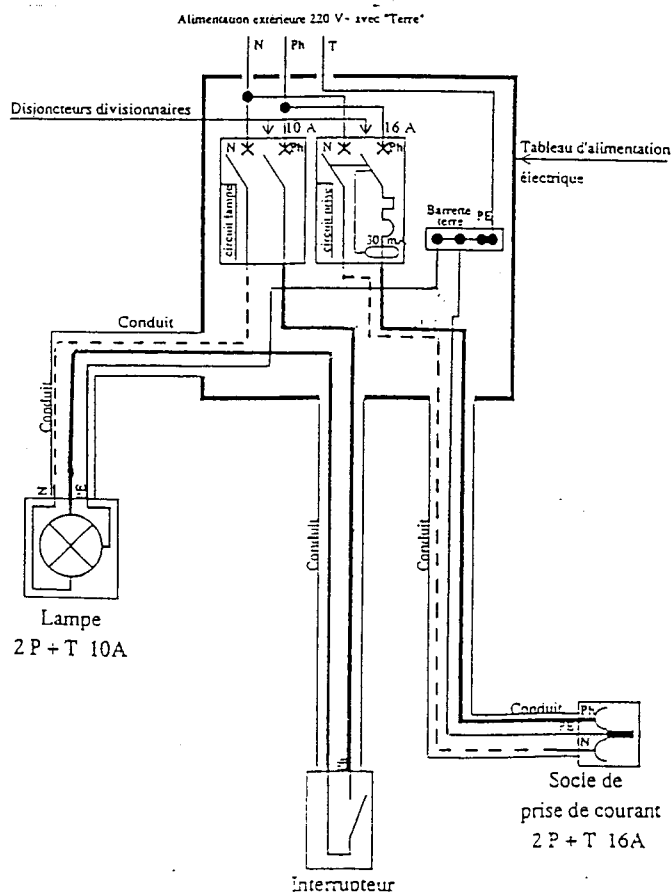 Alimentation extérieure 220 V~ avec "Terre"
N Ph T
Disjoncteurs divisionnaires
10 A 16 A
N Ph N Ph
Tableau d'alimentation
électrique
circuit lampe
circuit prise
Barrette PE
terre
30 m
Conduit
Conduit
N PE
Lampe
2 P + T 10A
Conduit
Conduit
Conduit Ph
PE
N
Socle de
prise de courant
2 P + T 16A
Interrupteur